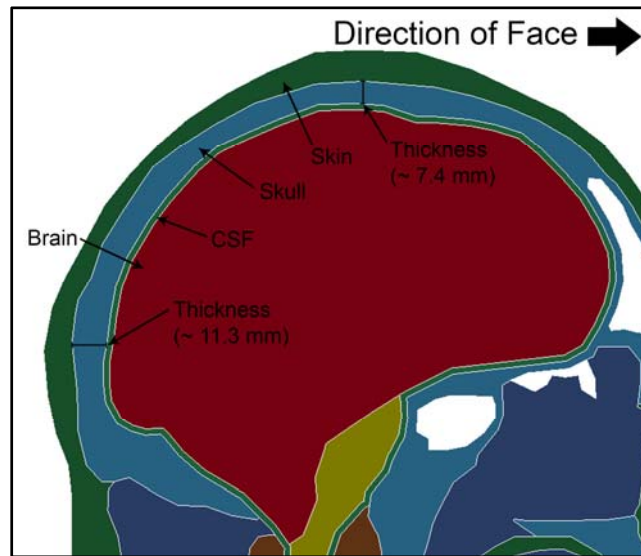 Direction of Face
Skin
Thickness
(~ 7.4 mm)
Skull
Brain
CSF
Thickness
(~ 11.3 mm)